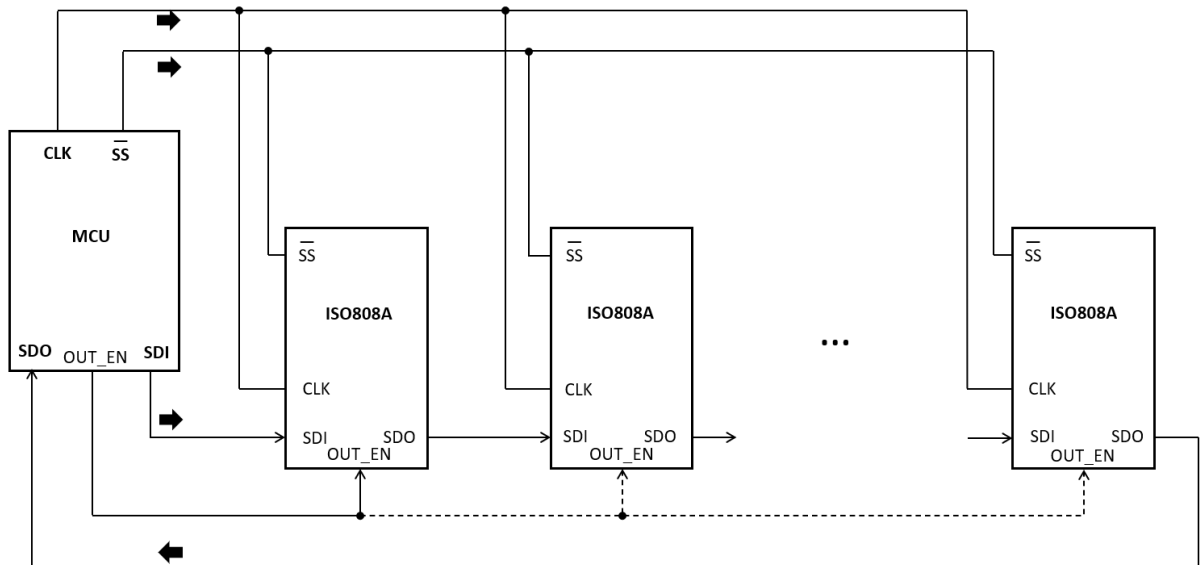 CLK SS
MCU
SDO OUT_EN SDI
SS
ISO808A
CLK
SDI SDO
OUT_EN
SS
ISO808A
CLK
SDI SDO
OUT_EN
...
SS
ISO808A
CLK
SDI SDO
OUT_EN